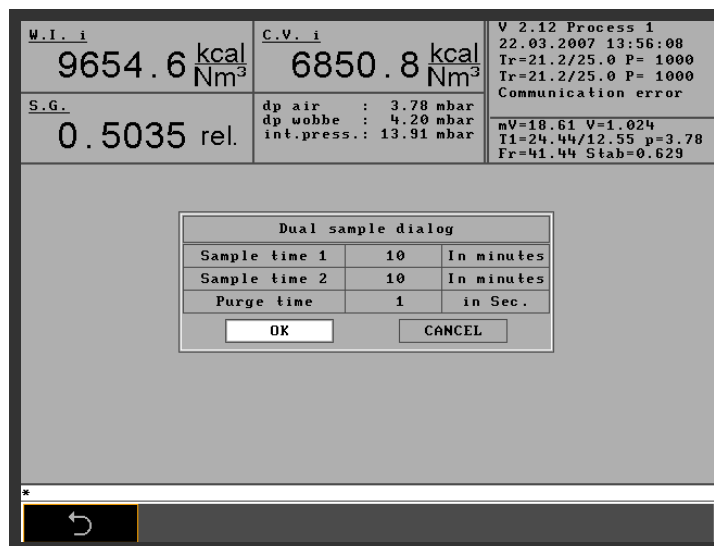 W.I. i
9654.6 kcal
Nm³
C.V. i
6850.8 kcal
Nm³
V 2.12 Process 1
22.03.2007 13:56:08
Tr=21.2/25.0 P= 1000
Tr=21.2/25.0 P= 1000
Communication error
S.G.
0.5035 rel.
dp air : 3.78 mbar
dp wobbe : 4.20 mbar
int.press.: 13.91 mbar
mV=18.61 V=1.024
T1=24.44/12.55 p=3.78
Fr=41.44 Stab=0.629
Dual sample dialog
Sample time 1 10 In minutes
Sample time 2 10 In minutes
Purge time 1 in Sec.
OK CANCEL
*